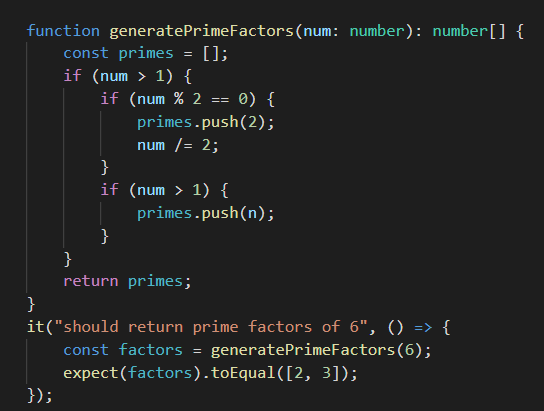 function generatePrimeFactors(num: number): number[] {
    const primes = [];
    if (num > 1) {
        if (num % 2 == 0) {
            primes.push(2);
            num /= 2;
        }
        if (num > 1) {
            primes.push(n);
        }
    }
    return primes;
}
it("should return prime factors of 6", () => {
    const factors = generatePrimeFactors(6);
    expect(factors).toEqual([2, 3]);
});